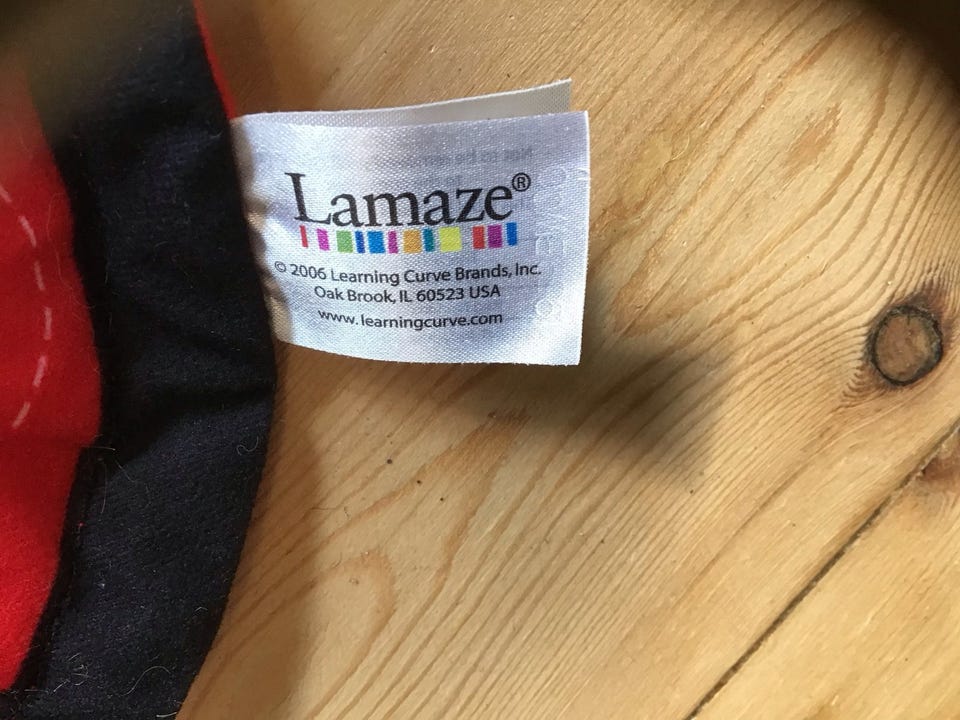 Lamaze®
© 2006 Learning Curve Brands, Inc.
Oak Brook, IL 60523 USA
www.learningcurve.com